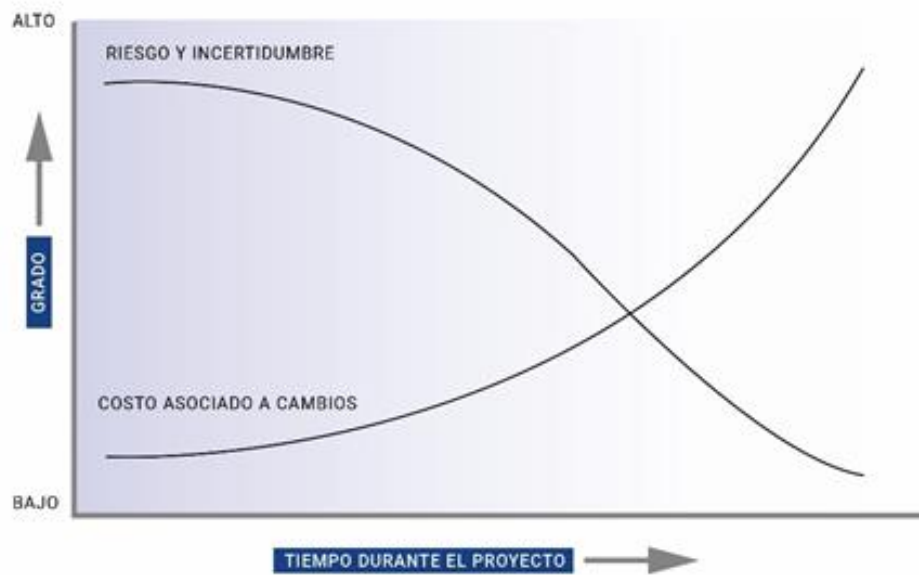 ALTO
RIESGO Y INCERTIDUMBRE
GRADO
COSTO ASOCIADO A CAMBIOS
BAJO
TIEMPO DURANTE EL PROYECTO